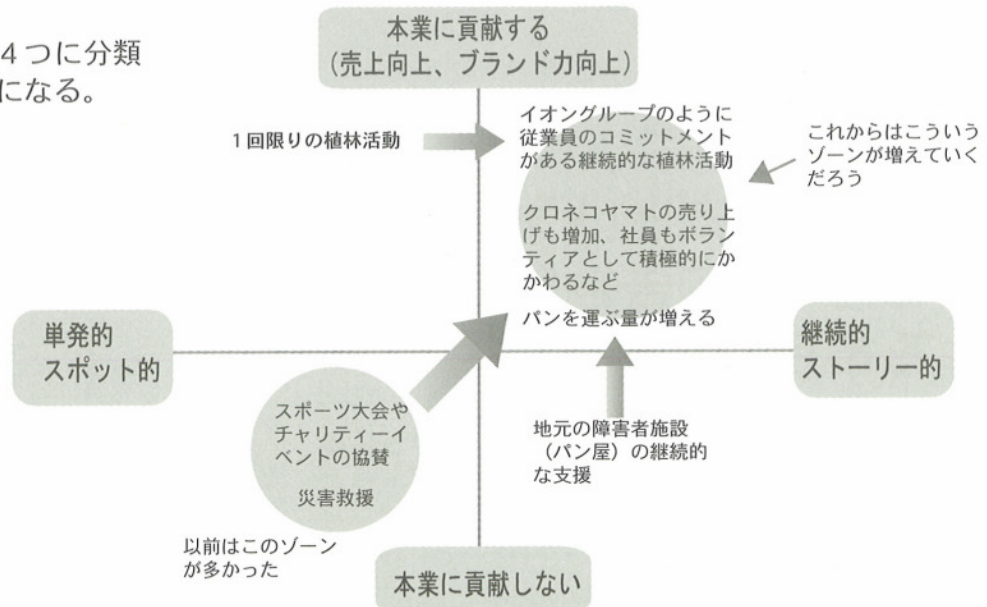 ４つに分類
になる。
本業に貢献する
(売上向上、ブランド力向上)
１回限りの植林活動
イオングループのように
従業員のコミットメント
がある継続的な植林活動
これからはこういう
ゾーンが増えていく
だろう
クロネコヤマトの売り上
げも増加、社員もボラン
ティアとして積極的にか
かわるなど
パンを運ぶ量が増える
単発的
スポット的
継続的
ストーリー的
スポーツ大会や
チャリティーイ
ベントの協賛
災害救援
地元の障害者施設
（パン屋）の継続的
な支援
以前はこのゾーン
が多かった
本業に貢献しない